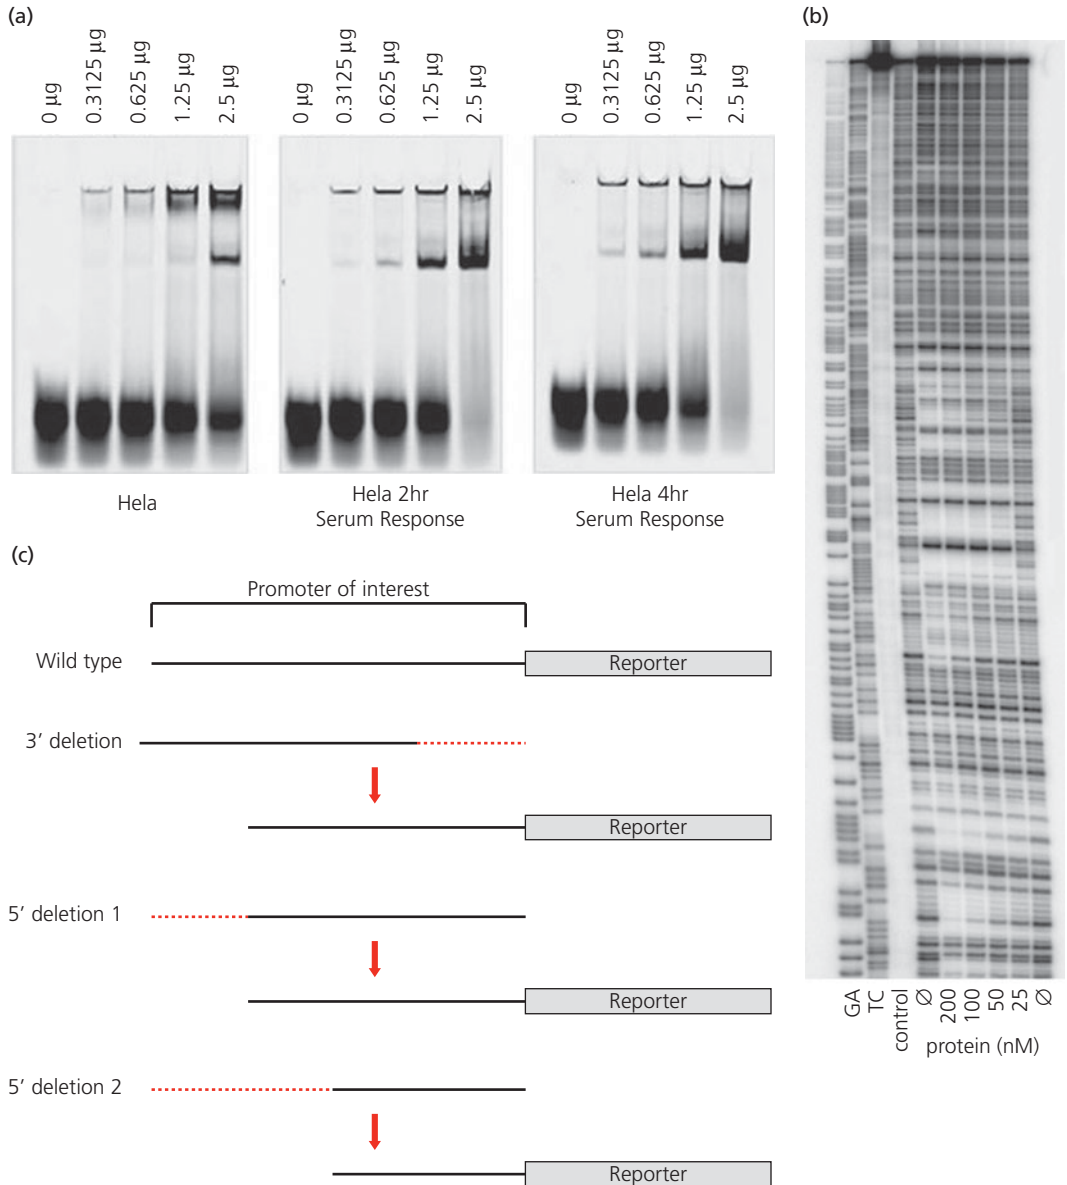 (a)
0 µg
0.3125 µg
0.625 µg
1.25 µg
2.5 µg
0 µg
0.3125 µg
0.625 µg
1.25 µg
2.5 µg
0 µg
0.3125 µg
0.625 µg
1.25 µg
2.5 µg
Hela
Hela 2hr
Serum Response
Hela 4hr
Serum Response
(b)
GA
TC
control
Ø
200
100
50
25
Ø
protein (nM)
(c)
Promoter of interest
Wild type
Reporter
3’ deletion
Reporter
5’ deletion 1
Reporter
5’ deletion 2
Reporter